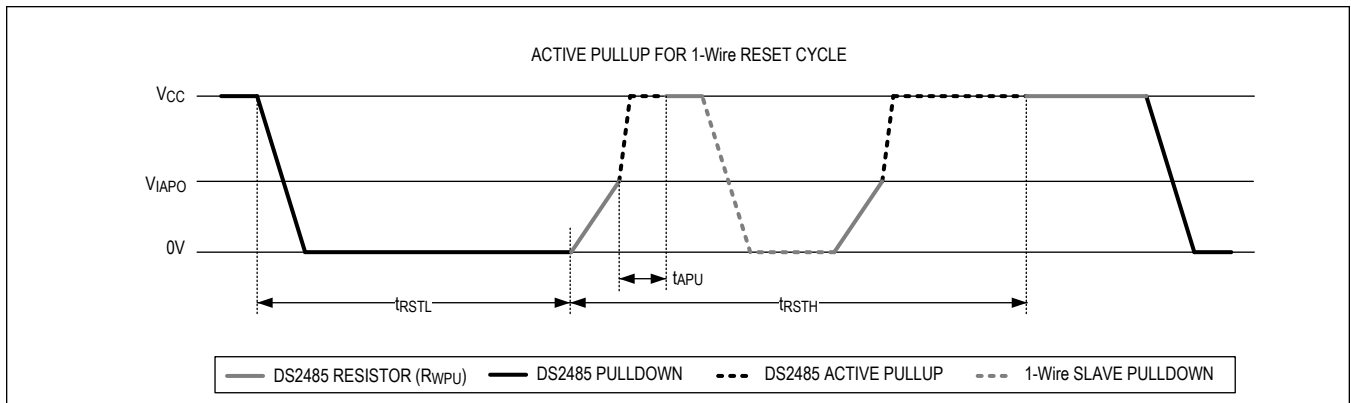 ACTIVE PULLUP FOR 1-Wire RESET CYCLE
VCC
VIAPO
0V
tAPU
tRSTL
tRSTH
DS2485 RESISTOR (RWPU) DS2485 PULLDOWN DS2485 ACTIVE PULLUP 1-Wire SLAVE PULLDOWN